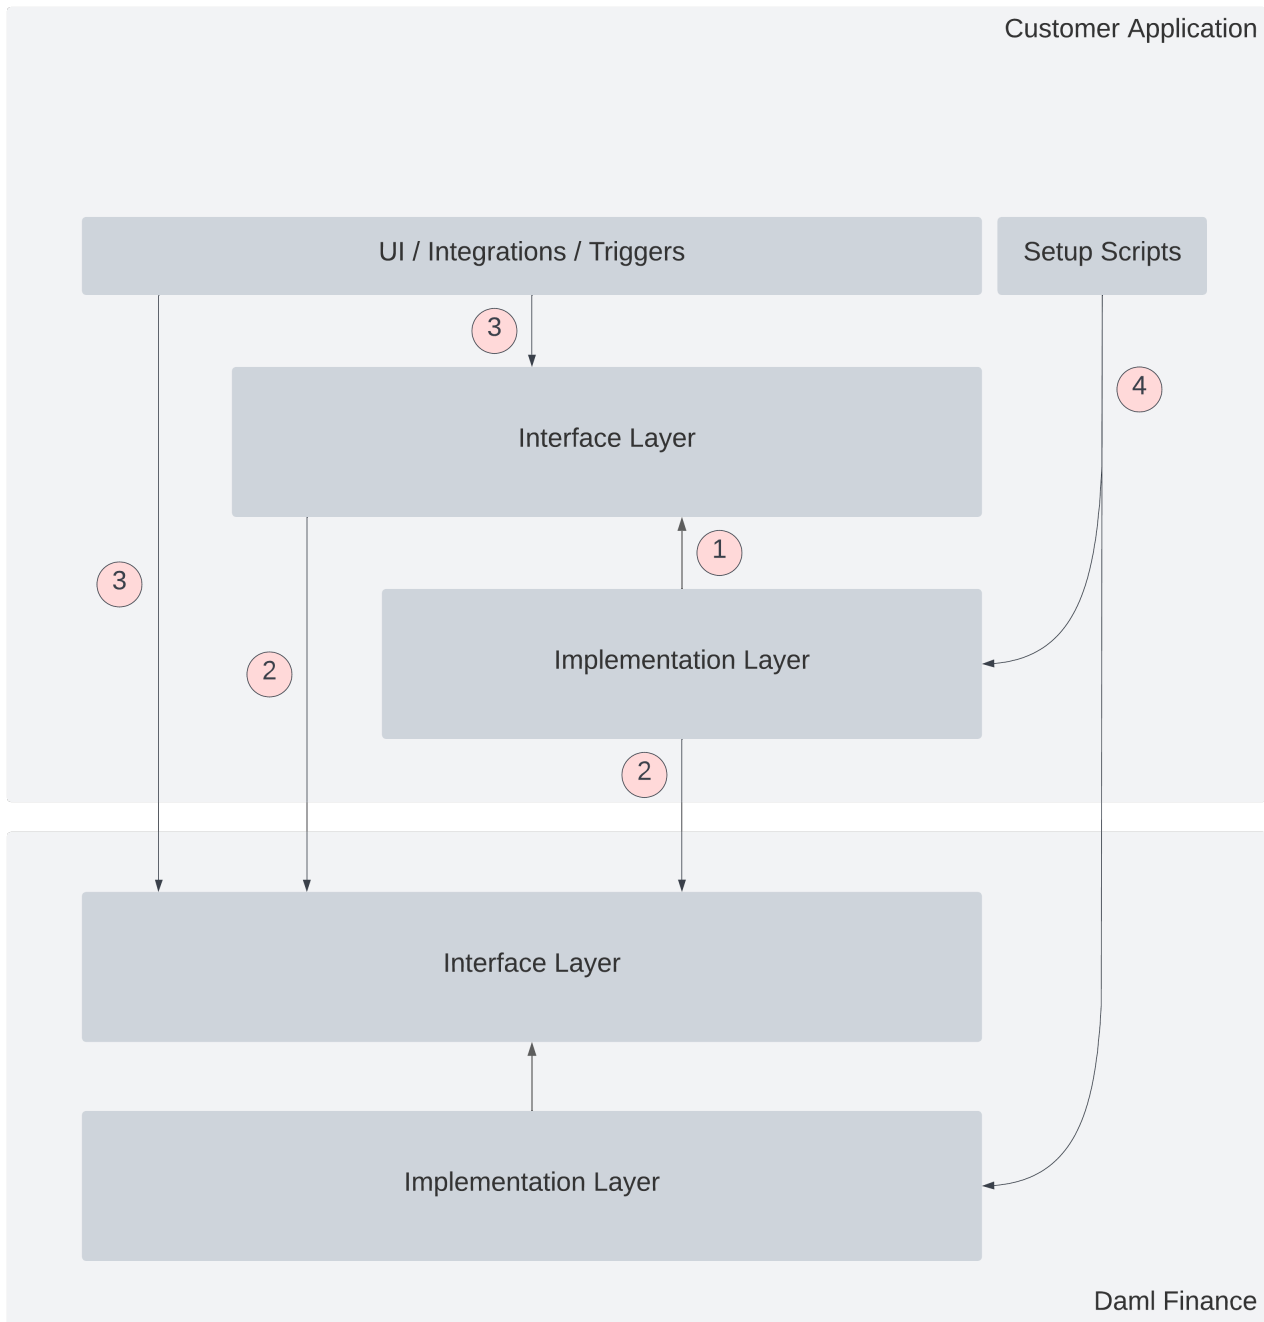 Customer Application
UI / Integrations / Triggers
Setup Scripts
3
4
Interface Layer
1
3
Implementation Layer
2
2
Interface Layer
Implementation Layer
Daml Finance